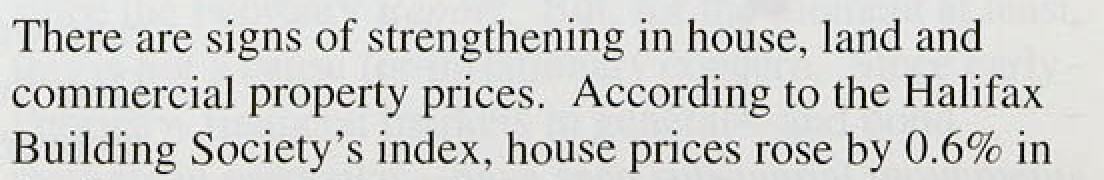 There are signs of strengthening in house, land and
commercial property prices.  According to the Halifax
Building Society's index, house prices rose by 0.6% in